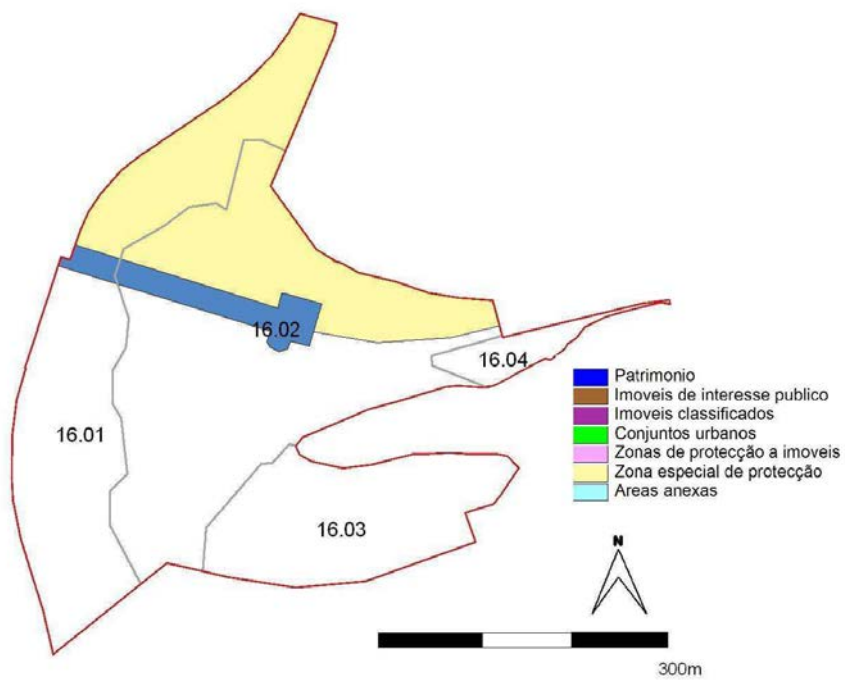 16.02
16.04
16.01
16.03
Patrimonio
Imoveis de interesse publico
Imoveis classificados
Conjuntos urbanos
Zonas de protecção a imoveis
Zona especial de protecção
Areas anexas
N
300m